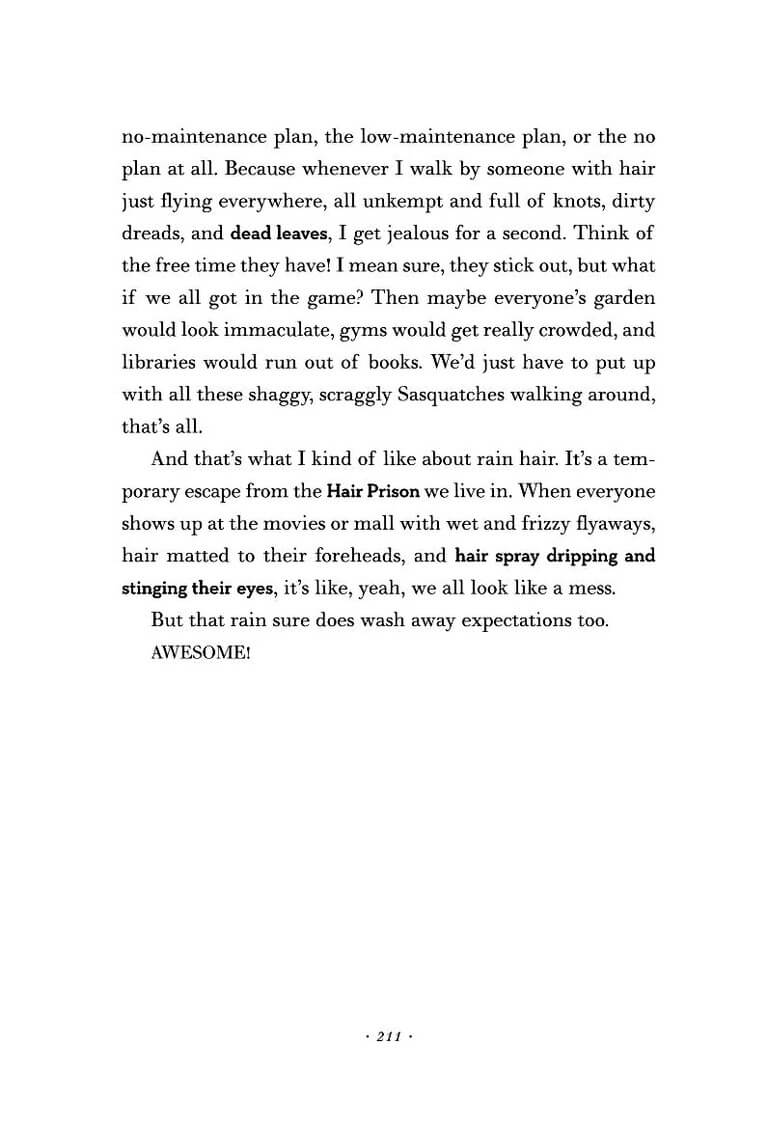 no-maintenance plan, the low-maintenance plan, or the no
plan at all. Because whenever I walk by someone with hair
just flying everywhere, all unkempt and full of knots, dirty
dreads, and dead leaves, I get jealous for a second. Think of
the free time they have! I mean sure, they stick out, but what
if we all got in the game? Then maybe everyone’s garden
would look immaculate, gyms would get really crowded, and
libraries would run out of books. We’d just have to put up
with all these shaggy, scraggly Sasquatches walking around,
that’s all.
And that’s what I kind of like about rain hair. It’s a tem-
porary escape from the Hair Prison we live in. When everyone
shows up at the movies or mall with wet and frizzy flyaways,
hair matted to their foreheads, and hair spray dripping and
stinging their eyes, it’s like, yeah, we all look like a mess.
But that rain sure does wash away expectations too.
AWESOME!
· 211 ·